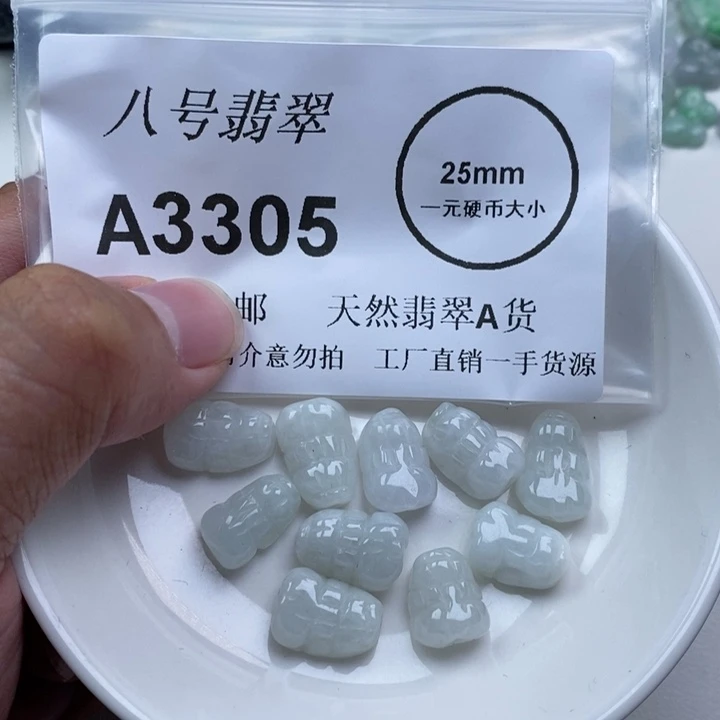 八号翡翠
A3305
25mm
一元硬币大小
邮 天然翡翠A货
介意勿拍 工厂直销一手货源